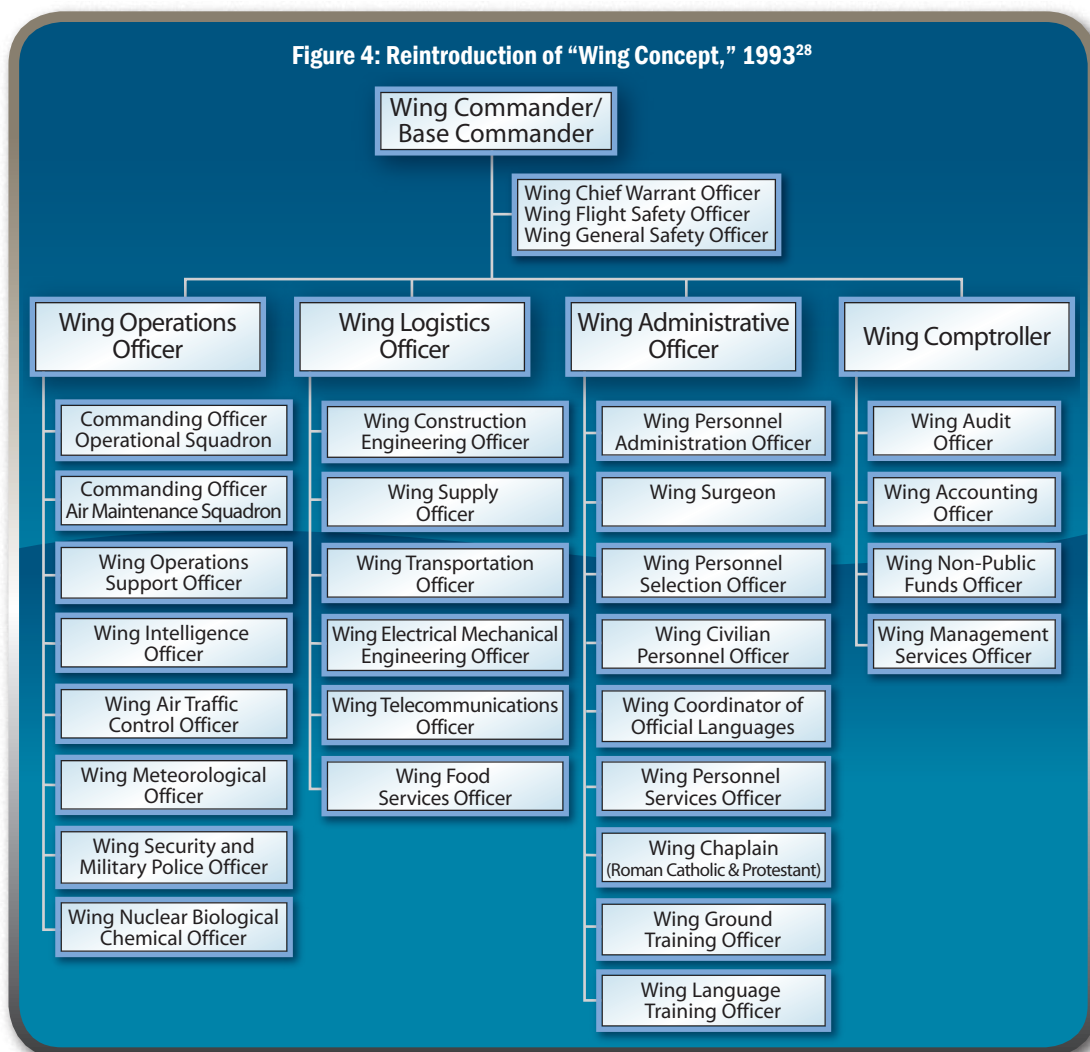 Figure 4: Reintroduction of “Wing Concept,” 1993²⁸
Wing Commander/
Base Commander
Wing Chief Warrant Officer
Wing Flight Safety Officer
Wing General Safety Officer
Wing Operations
Officer
Commanding Officer
Operational Squadron
Commanding Officer
Air Maintenance Squadron
Wing Operations
Support Officer
Wing Intelligence
Officer
Wing Air Traffic
Control Officer
Wing Meteorological
Officer
Wing Security and
Military Police Officer
Wing Nuclear Biological
Chemical Officer
Wing Logistics
Officer
Wing Construction
Engineering Officer
Wing Supply
Officer
Wing Transportation
Officer
Wing Electrical Mechanical
Engineering Officer
Wing Telecommunications
Officer
Wing Food
Services Officer
Wing Administrative
Officer
Wing Personnel
Administration Officer
Wing Surgeon
Wing Personnel
Selection Officer
Wing Civilian
Personnel Officer
Wing Coordinator of
Official Languages
Wing Personnel
Services Officer
Wing Chaplain
(Roman Catholic & Protestant)
Wing Ground
Training Officer
Wing Language
Training Officer
Wing Comptroller
Wing Audit
Officer
Wing Accounting
Officer
Wing Non-Public
Funds Officer
Wing Management
Services Officer